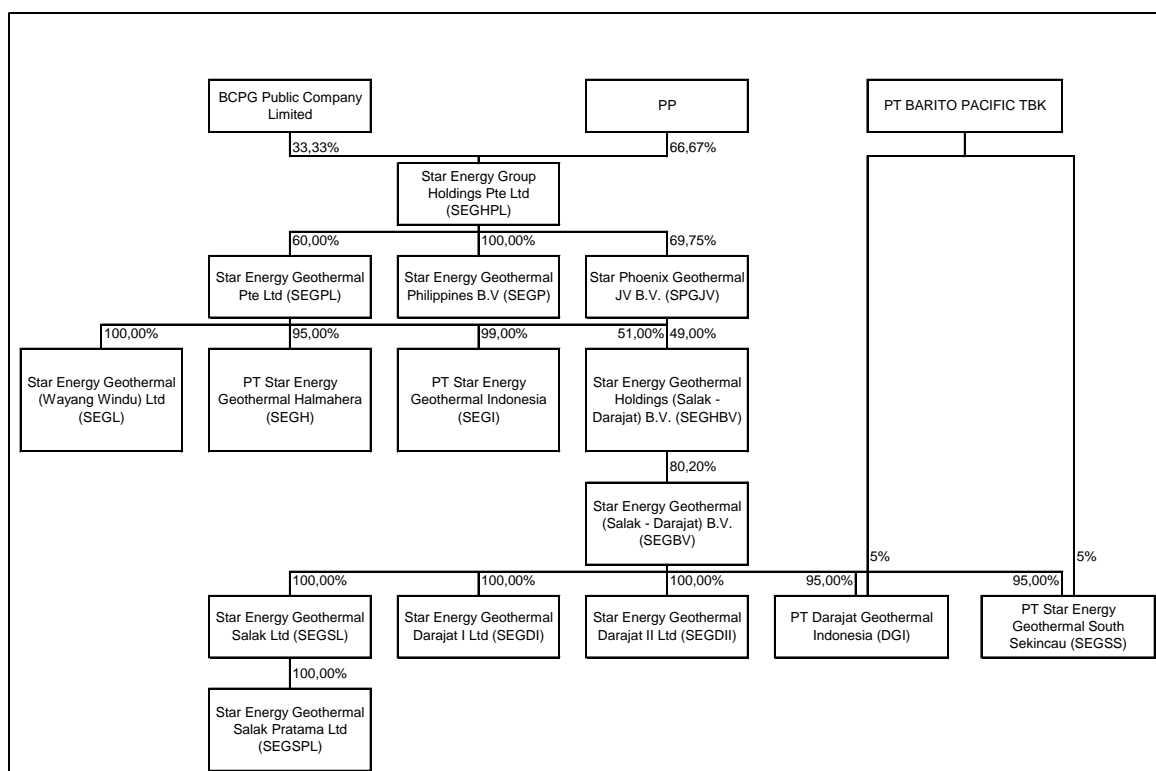 BCPG Public Company
Limited
PP
PT BARITO PACIFIC TBK
33,33%
66,67%
Star Energy Group
Holdings Pte Ltd
(SEGHPL)
60,00%
100,00%
69,75%
Star Energy Geothermal
Pte Ltd (SEGPL)
Star Energy Geothermal
Philippines B.V (SEGP)
Star Phoenix Geothermal
JV B.V. (SPGJV)
100,00%
95,00%
99,00%
51,00%
49,00%
Star Energy Geothermal
(Wayang Windu) Ltd
(SEGL)
PT Star Energy
Geothermal Halmahera
(SEGH)
PT Star Energy
Geothermal Indonesia
(SEGI)
Star Energy Geothermal
Holdings (Salak -
Darajat) B.V. (SEGHBV)
80,20%
Star Energy Geothermal
(Salak - Darajat) B.V.
(SEGBV)
5%
5%
100,00%
100,00%
100,00%
95,00%
95,00%
Star Energy Geothermal
Salak Ltd (SEGSL)
Star Energy Geothermal
Darajat I Ltd (SEGDI)
Star Energy Geothermal
Darajat II Ltd (SEGDII)
PT Darajat Geothermal
Indonesia (DGI)
PT Star Energy
Geothermal South
Sekincau (SEGSS)
100,00%
Star Energy Geothermal
Salak Pratama Ltd
(SEGSPL)